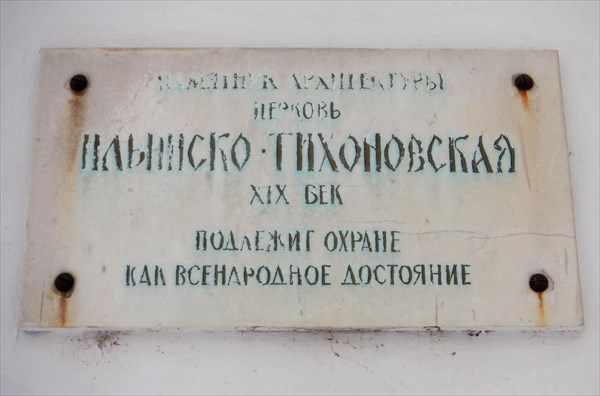 ПАМЯТНИК АРХИТЕКТУРЫ
ЦЕРКОВЬ
ИЛЬИНСКО-ТИХОНОВСКАЯ
XIX ВЕК
ПОДЛЕЖИТ ОХРАНЕ
КАК ВСЕНАРОДНОЕ ДОСТОЯНИЕ